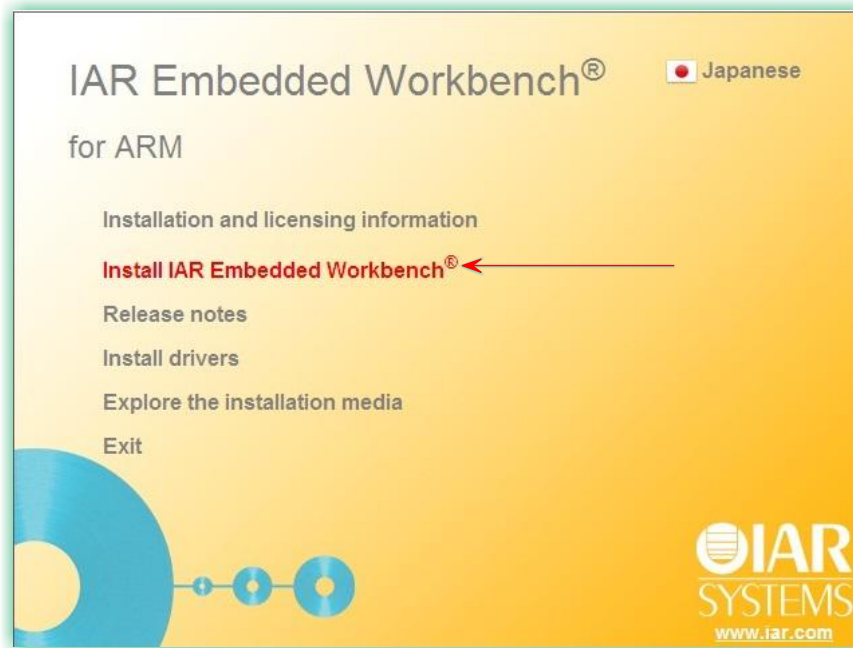 IAR Embedded Workbench®
Japanese
for ARM
Installation and licensing information
Install IAR Embedded Workbench®
Release notes
Install drivers
Explore the installation media
Exit
IAR
SYSTEMS
www.iar.com